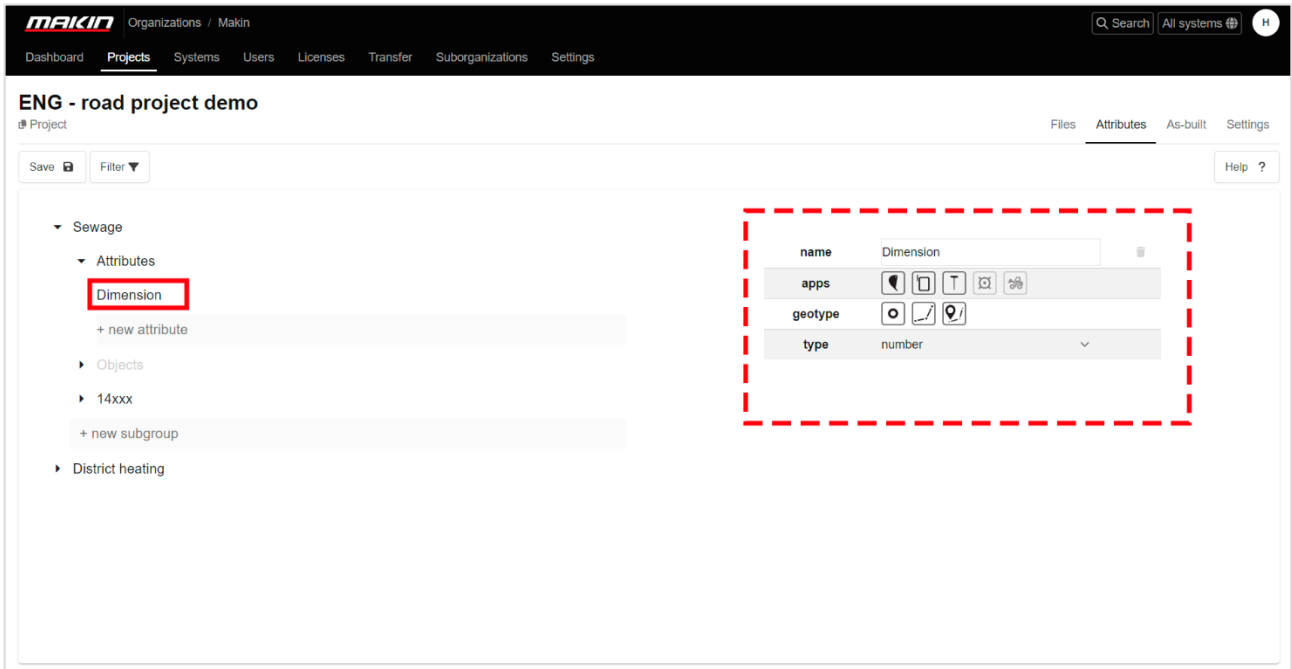 MAKIN Organizations / Makin Search All systems H
Dashboard Projects Systems Users Licenses Transfer Suborganizations Settings
ENG - road project demo
Project Files Attributes As-built Settings
Save Filter Help ?
Sewage
Attributes
Dimension
+ new attribute
Objects
14xxx
+ new subgroup
District heating
name Dimension
apps
geotype
type number